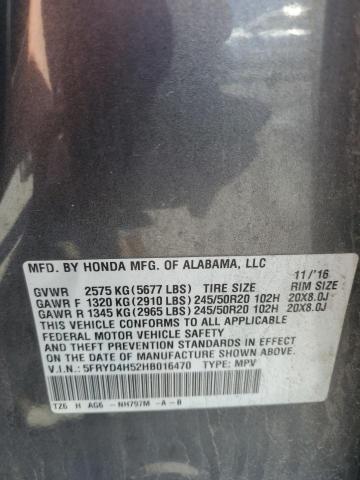 MFD. BY HONDA MFG. OF ALABAMA, LLC 11/'16
GVWR 2575 KG(5677 LBS) TIRE SIZE RIM SIZE
GAWR F 1320 KG(2910 LBS)245/50R20 102H 20X8.0J
GAWR R 1345 KG(2965 LBS)245/50R20 102H 20X8.0J
THIS VEHICLE CONFORMS TO ALL APPLICABLE
FEDERAL MOTOR VEHICLE SAFETY
AND THEFT PREVENTION STANDARDS IN EFFECT
ON THE DATE OF MANUFACTURE SHOWN ABOVE.
V.I.N.: 5FRYD4H52HB016470 TYPE: MPV
TZ6 H AG6 -NH797M -A-B